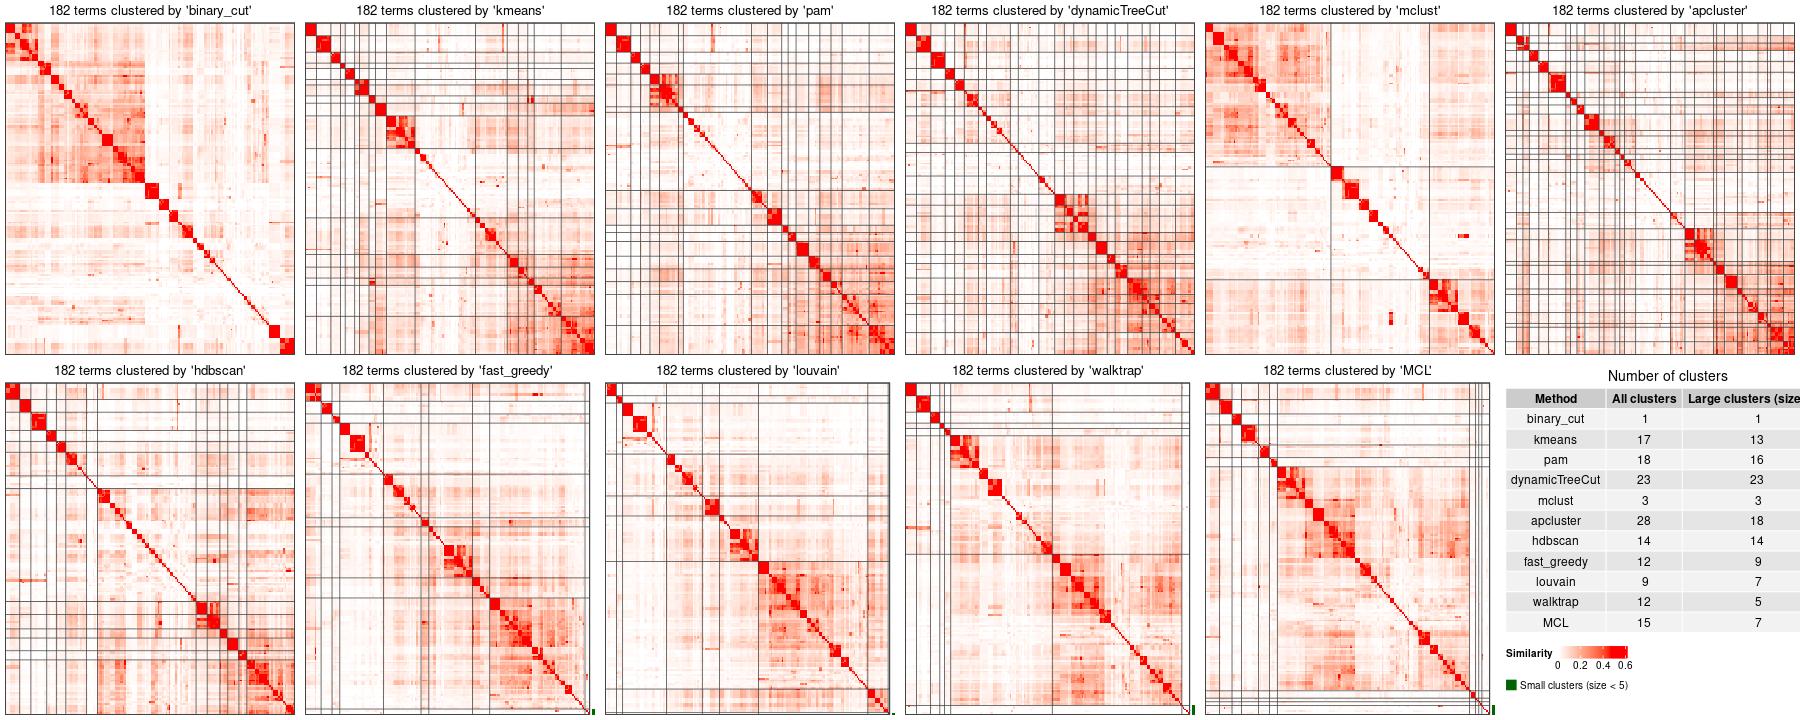 182 terms clustered by 'binary_cut'
182 terms clustered by 'kmeans'
182 terms clustered by 'pam'
182 terms clustered by 'dynamicTreeCut'
182 terms clustered by 'mclust'
182 terms clustered by 'apcluster'
182 terms clustered by 'hdbscan'
182 terms clustered by 'fast_greedy'
182 terms clustered by 'louvain'
182 terms clustered by 'walktrap'
182 terms clustered by 'MCL'
Number of clusters
Method All clusters Large clusters (size
binary_cut 1 1
kmeans 17 13
pam 18 16
dynamicTreeCut 23 23
mclust 3 3
apcluster 28 18
hdbscan 14 14
fast_greedy 12 9
louvain 9 7
walktrap 12 5
MCL 15 7
Similarity
0 0.2 0.4 0.6
Small clusters (size < 5)